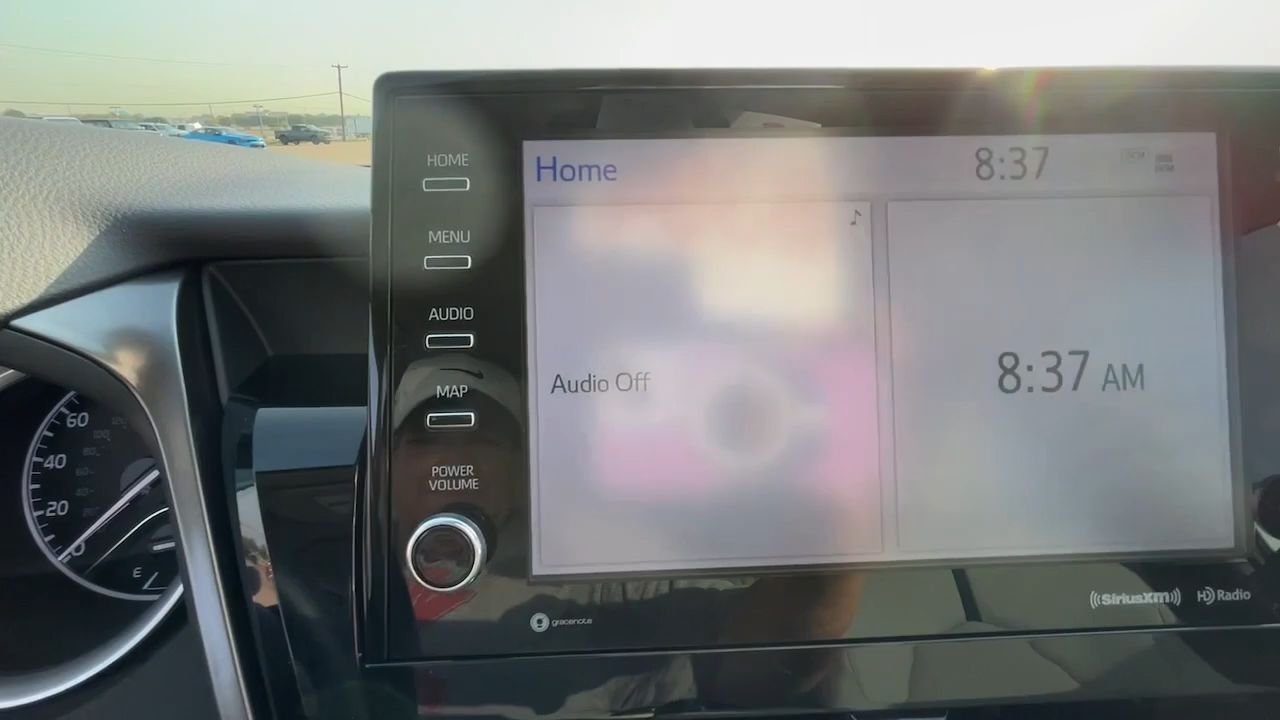 HOME
MENU
AUDIO
MAP
POWER
VOLUME
Home
8:37
Audio Off
8:37 AM
gracenote
((SiriusXM))
HD Radio
60
40
20
0
E